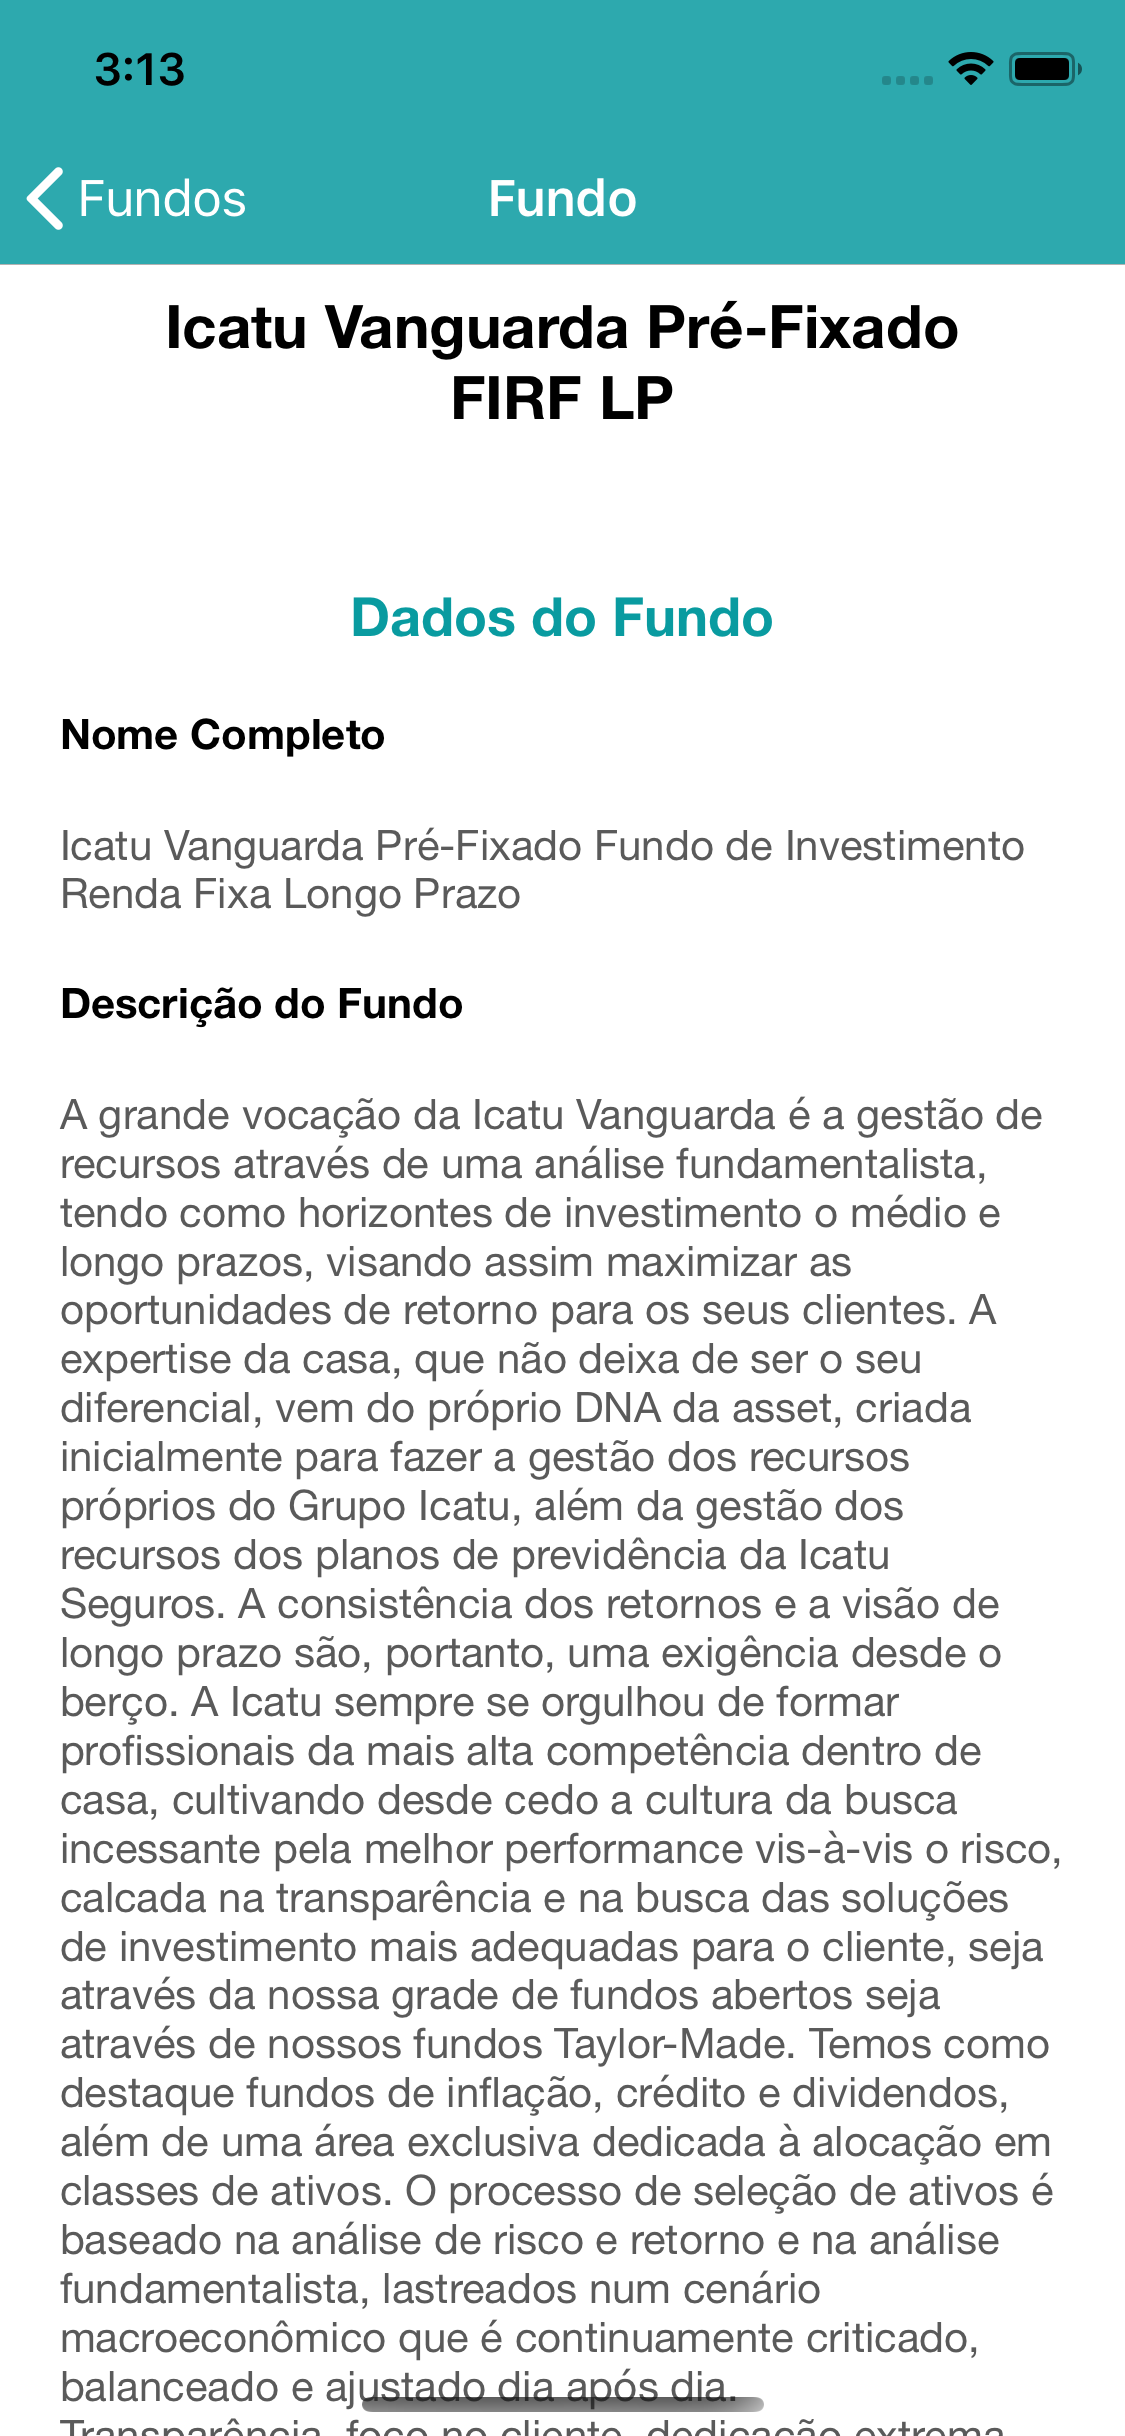 3:13
Fundos
Fundo
Icatu Vanguarda Pré-Fixado
FIRF LP
Dados do Fundo
Nome Completo
Icatu Vanguarda Pré-Fixado Fundo de Investimento
Renda Fixa Longo Prazo
Descrição do Fundo
A grande vocação da Icatu Vanguarda é a gestão de
recursos através de uma análise fundamentalista,
tendo como horizontes de investimento o médio e
longo prazos, visando assim maximizar as
oportunidades de retorno para os seus clientes. A
expertise da casa, que não deixa de ser o seu
diferencial, vem do próprio DNA da asset, criada
inicialmente para fazer a gestão dos recursos
próprios do Grupo Icatu, além da gestão dos
recursos dos planos de previdência da Icatu
Seguros. A consistência dos retornos e a visão de
longo prazo são, portanto, uma exigência desde o
berço. A Icatu sempre se orgulhou de formar
profissionais da mais alta competência dentro de
casa, cultivando desde cedo a cultura da busca
incessante pela melhor performance vis-à-vis o risco,
calcada na transparência e na busca das soluções
de investimento mais adequadas para o cliente, seja
através da nossa grade de fundos abertos seja
através de nossos fundos Taylor-Made. Temos como
destaque fundos de inflação, crédito e dividendos,
além de uma área exclusiva dedicada à alocação em
classes de ativos. O processo de seleção de ativos é
baseado na análise de risco e retorno e na análise
fundamentalista, lastreados num cenário
macroeconômico que é continuamente criticado,
balanceado e ajustado dia após dia.
Transparência, foco no cliente, dedicação extrema